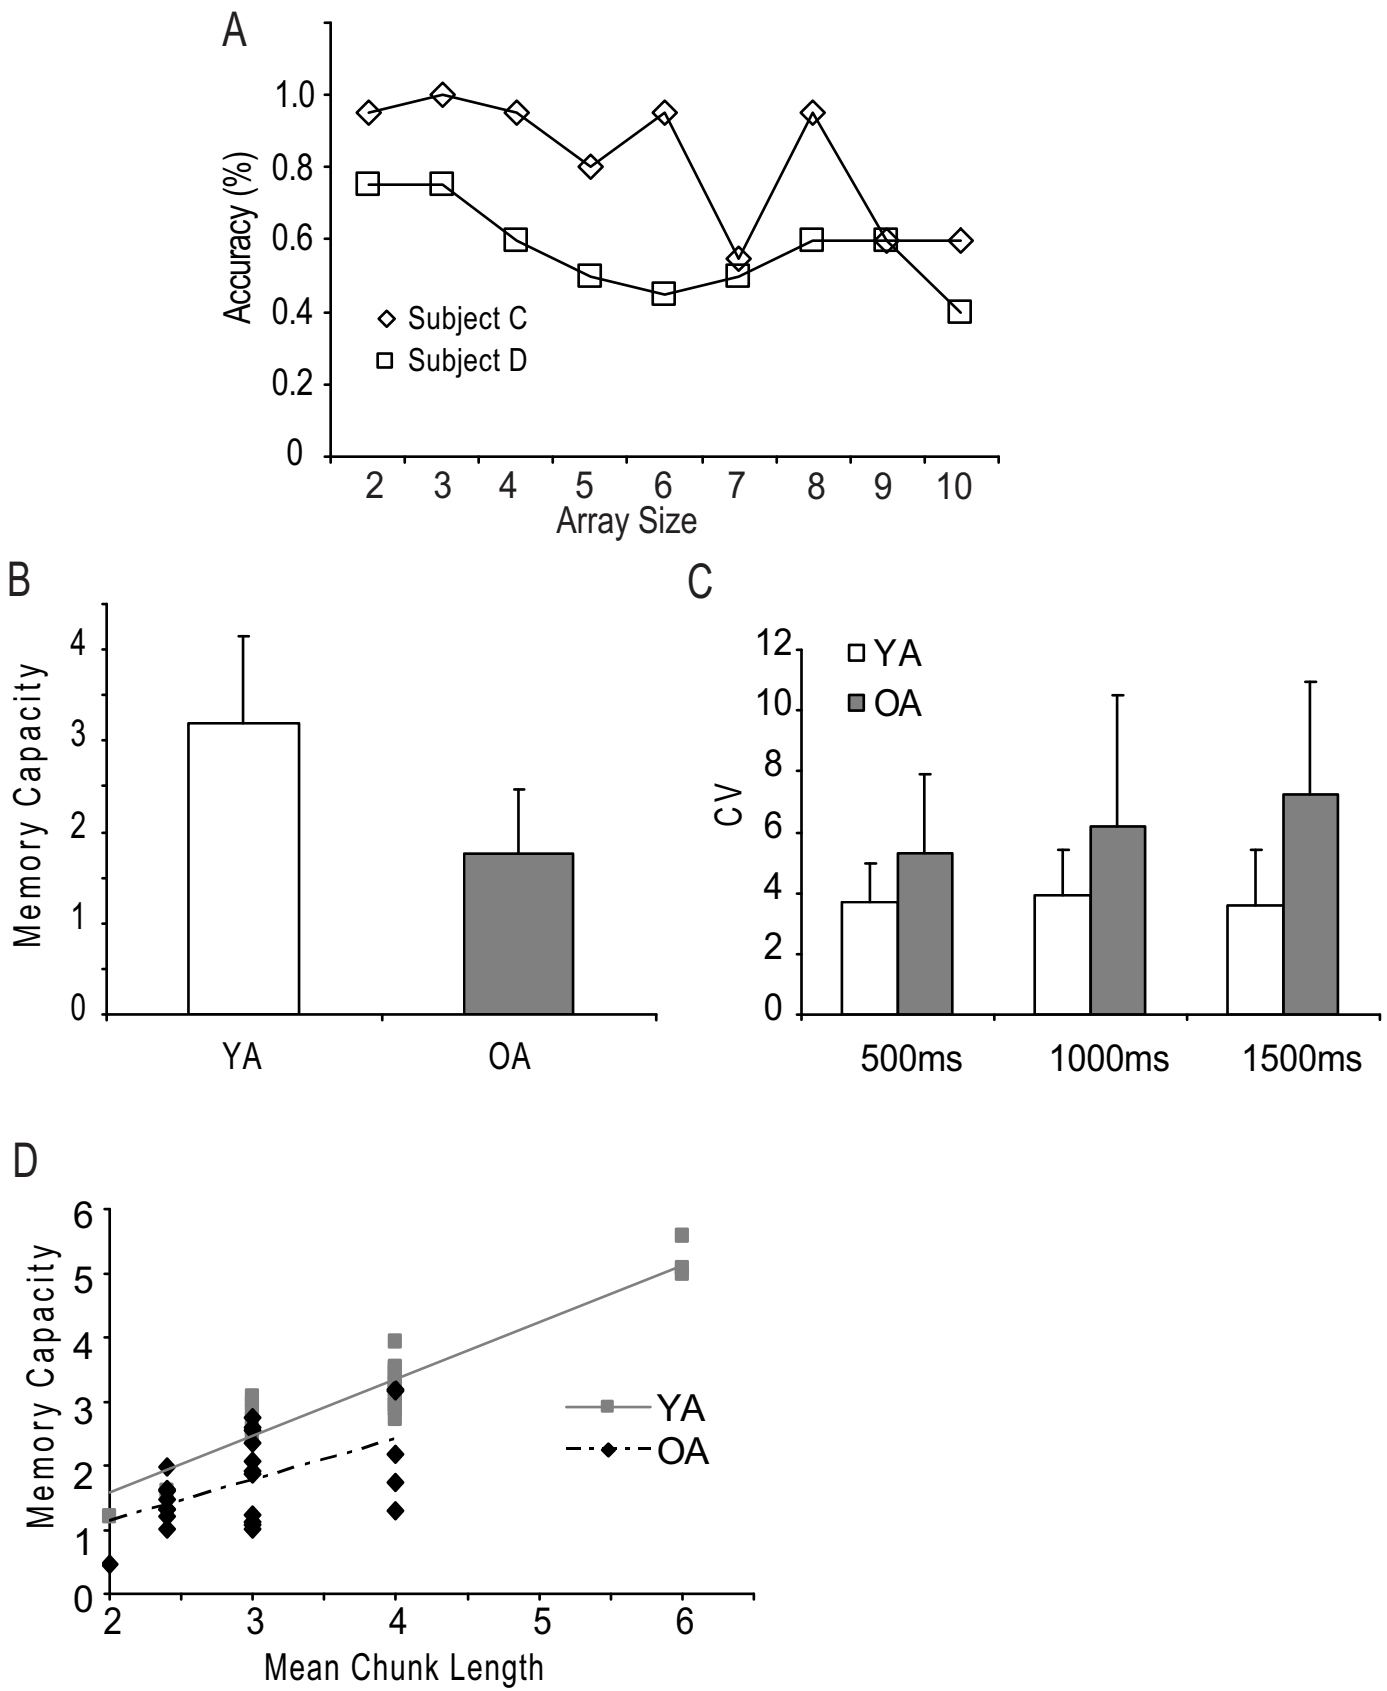 A
Accuracy (%)
1.0
0.8
0.6
0.4
0.2
0
Subject C
Subject D
2 3 4 5 6 7 8 9 10
Array Size
B
Memory Capacity
4
3
2
1
0
YA OA
C
CV
12
10
8
6
4
2
0
YA
OA
500ms 1000ms 1500ms
D
Memory Capacity
6
5
4
3
2
1
0
YA
OA
2 3 4 5 6
Mean Chunk Length